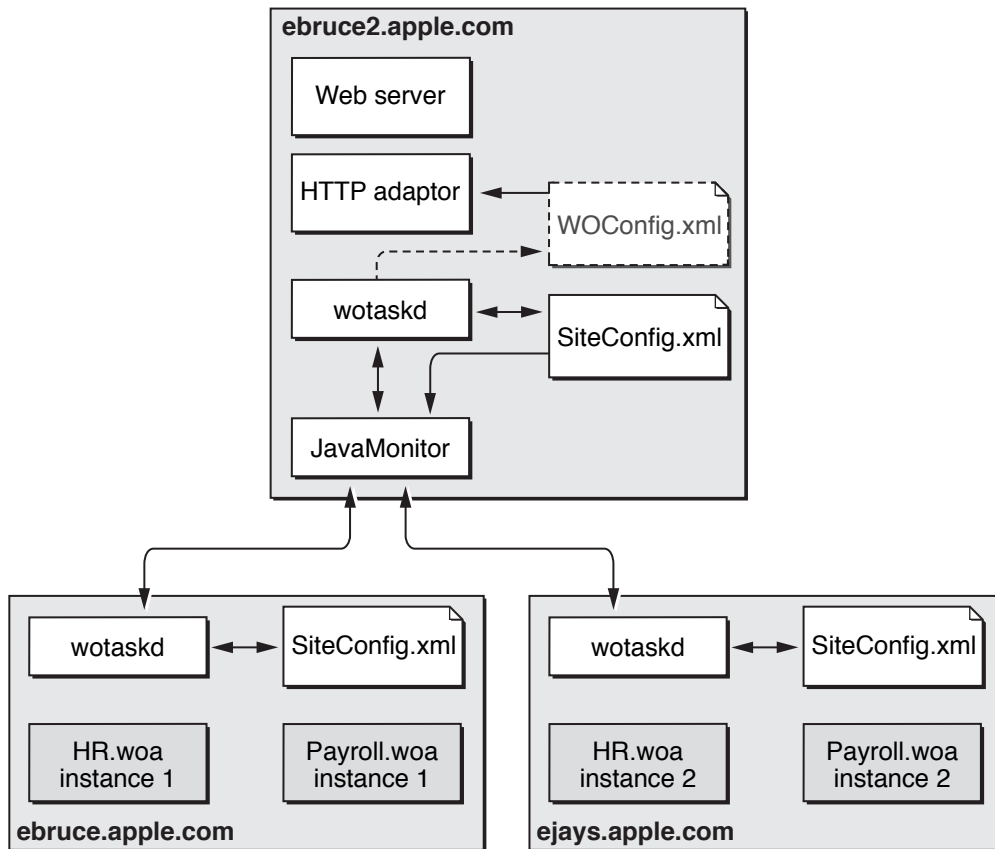 ebruce2.apple.com
Web server
HTTP adaptor
WOConfig.xml
wotaskd
SiteConfig.xml
JavaMonitor
wotaskd
SiteConfig.xml
HR.woa
instance 1
Payroll.woa
instance 1
ebruce.apple.com
wotaskd
SiteConfig.xml
HR.woa
instance 2
Payroll.woa
instance 2
ejays.apple.com